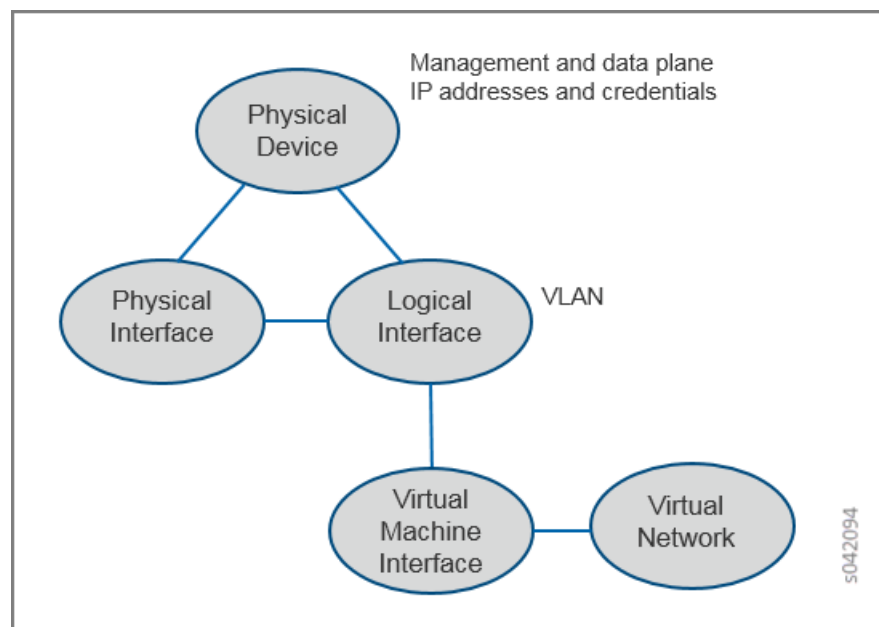 Management and data plane
IP addresses and credentials
Physical
Device
Physical
Interface
Logical
Interface
VLAN
Virtual
Machine
Interface
Virtual
Network
s042094